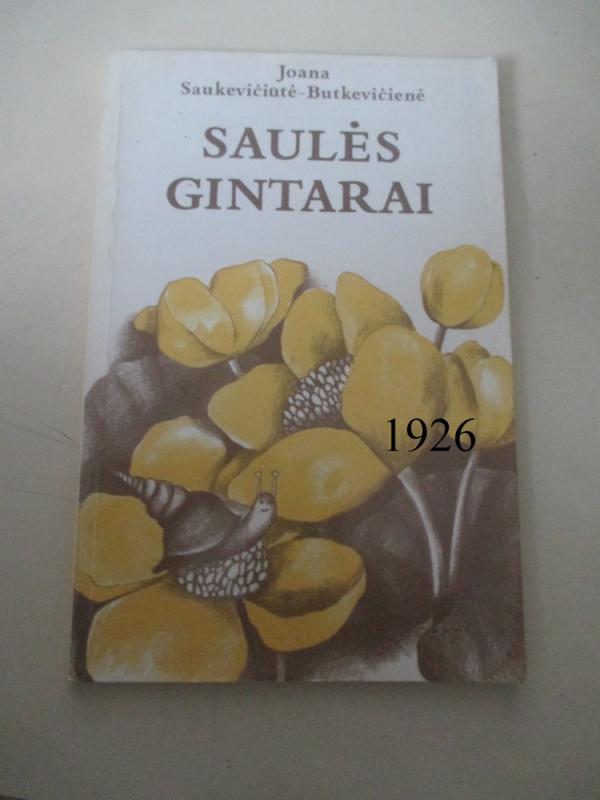 Joana
Saukevičiūtė-Butkevičienė
SAULĖS
GINTARAI
1926